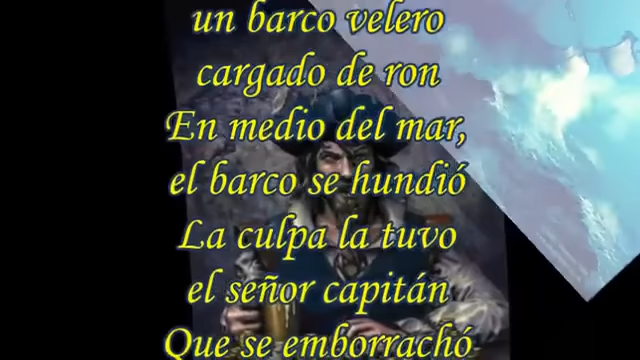 un barco velero
cargado de ron
En medio del mar,
el barco se hundió
La culpa la tuvo
el señor capitán
Que se emborrachó